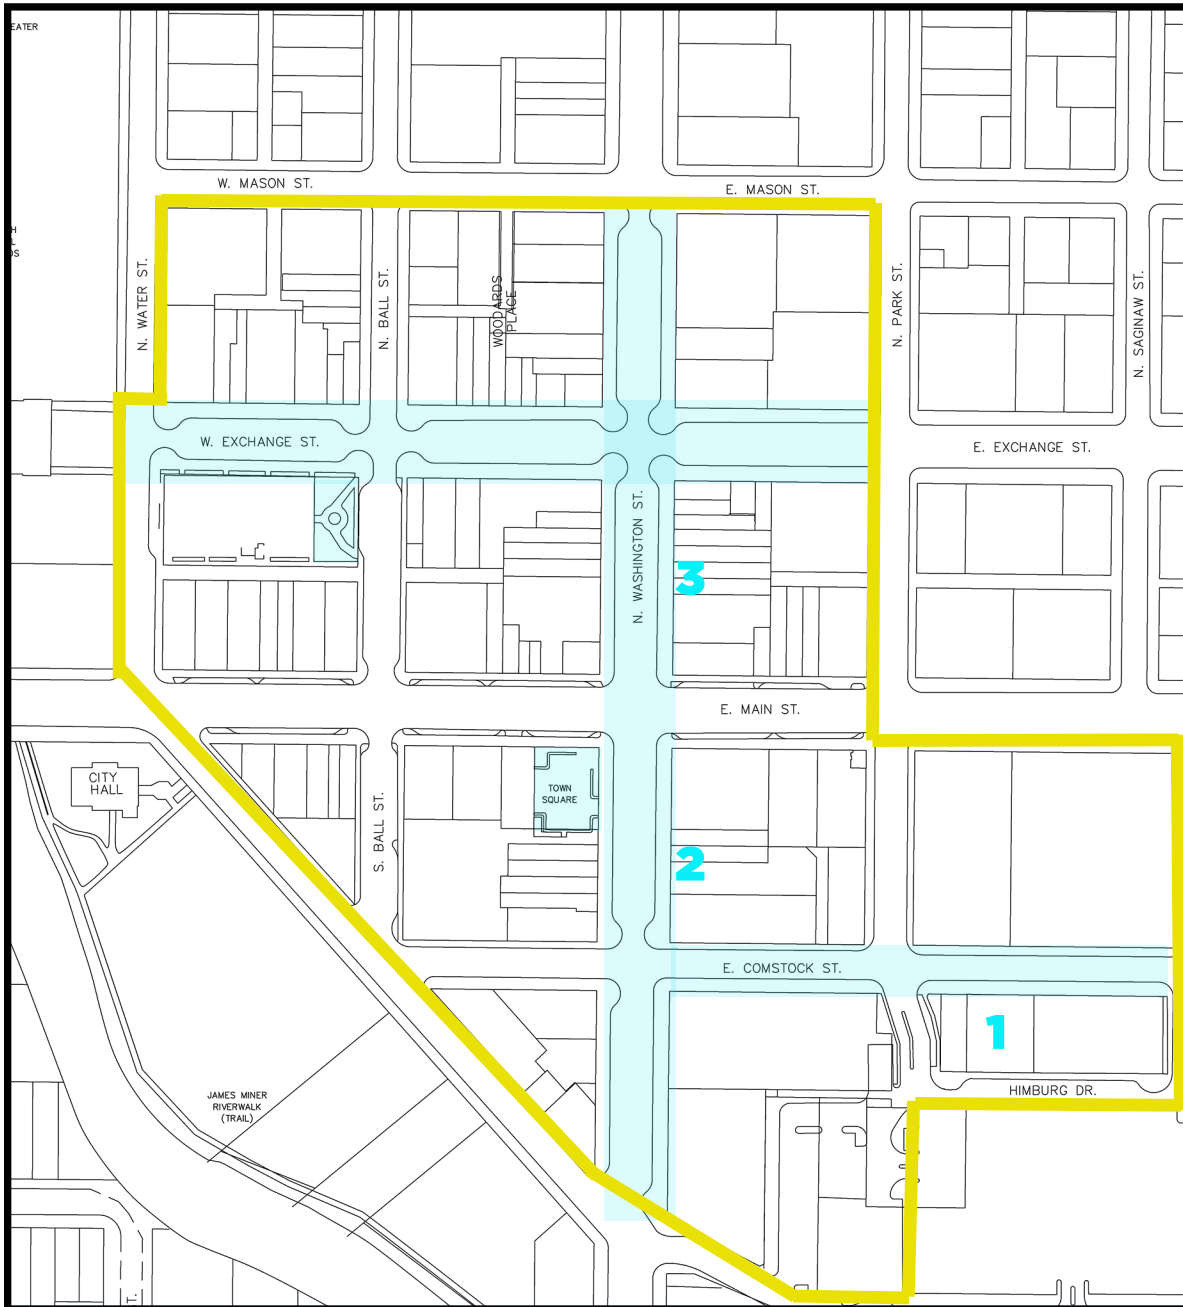 EATER
W. MASON ST.
E. MASON ST.
H
L
DS
N. WATER ST.
N. BALL ST.
WOODARDS
PLACE
N. PARK ST.
N. SAGINAW ST.
W. EXCHANGE ST.
E. EXCHANGE ST.
N. WASHINGTON ST.
3
E. MAIN ST.
CITY
HALL
TOWN
SQUARE
S. BALL ST.
2
E. COMSTOCK ST.
1
HIMBURG DR.
JAMES MINER
RIVERWALK
(TRAIL)
ST.